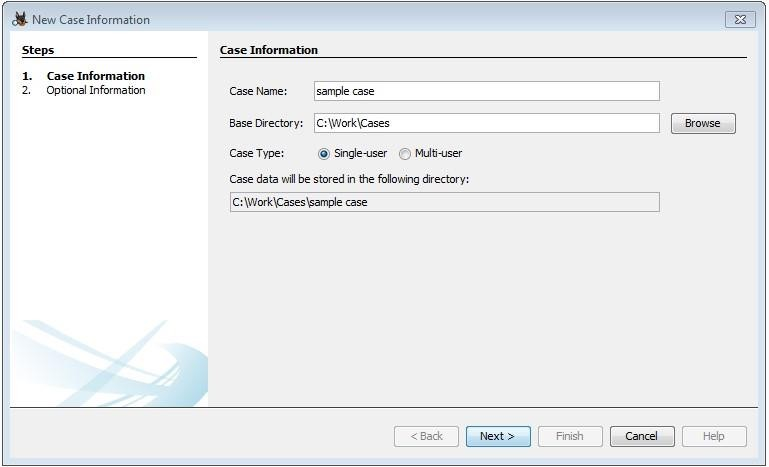 New Case Information
Steps
1. Case Information
2. Optional Information
Case Information
Case Name: sample case
Base Directory: C:\Work\Cases Browse
Case Type: Single-user Multi-user
Case data will be stored in the following directory:
C:\Work\Cases\sample case
< Back Next > Finish Cancel Help